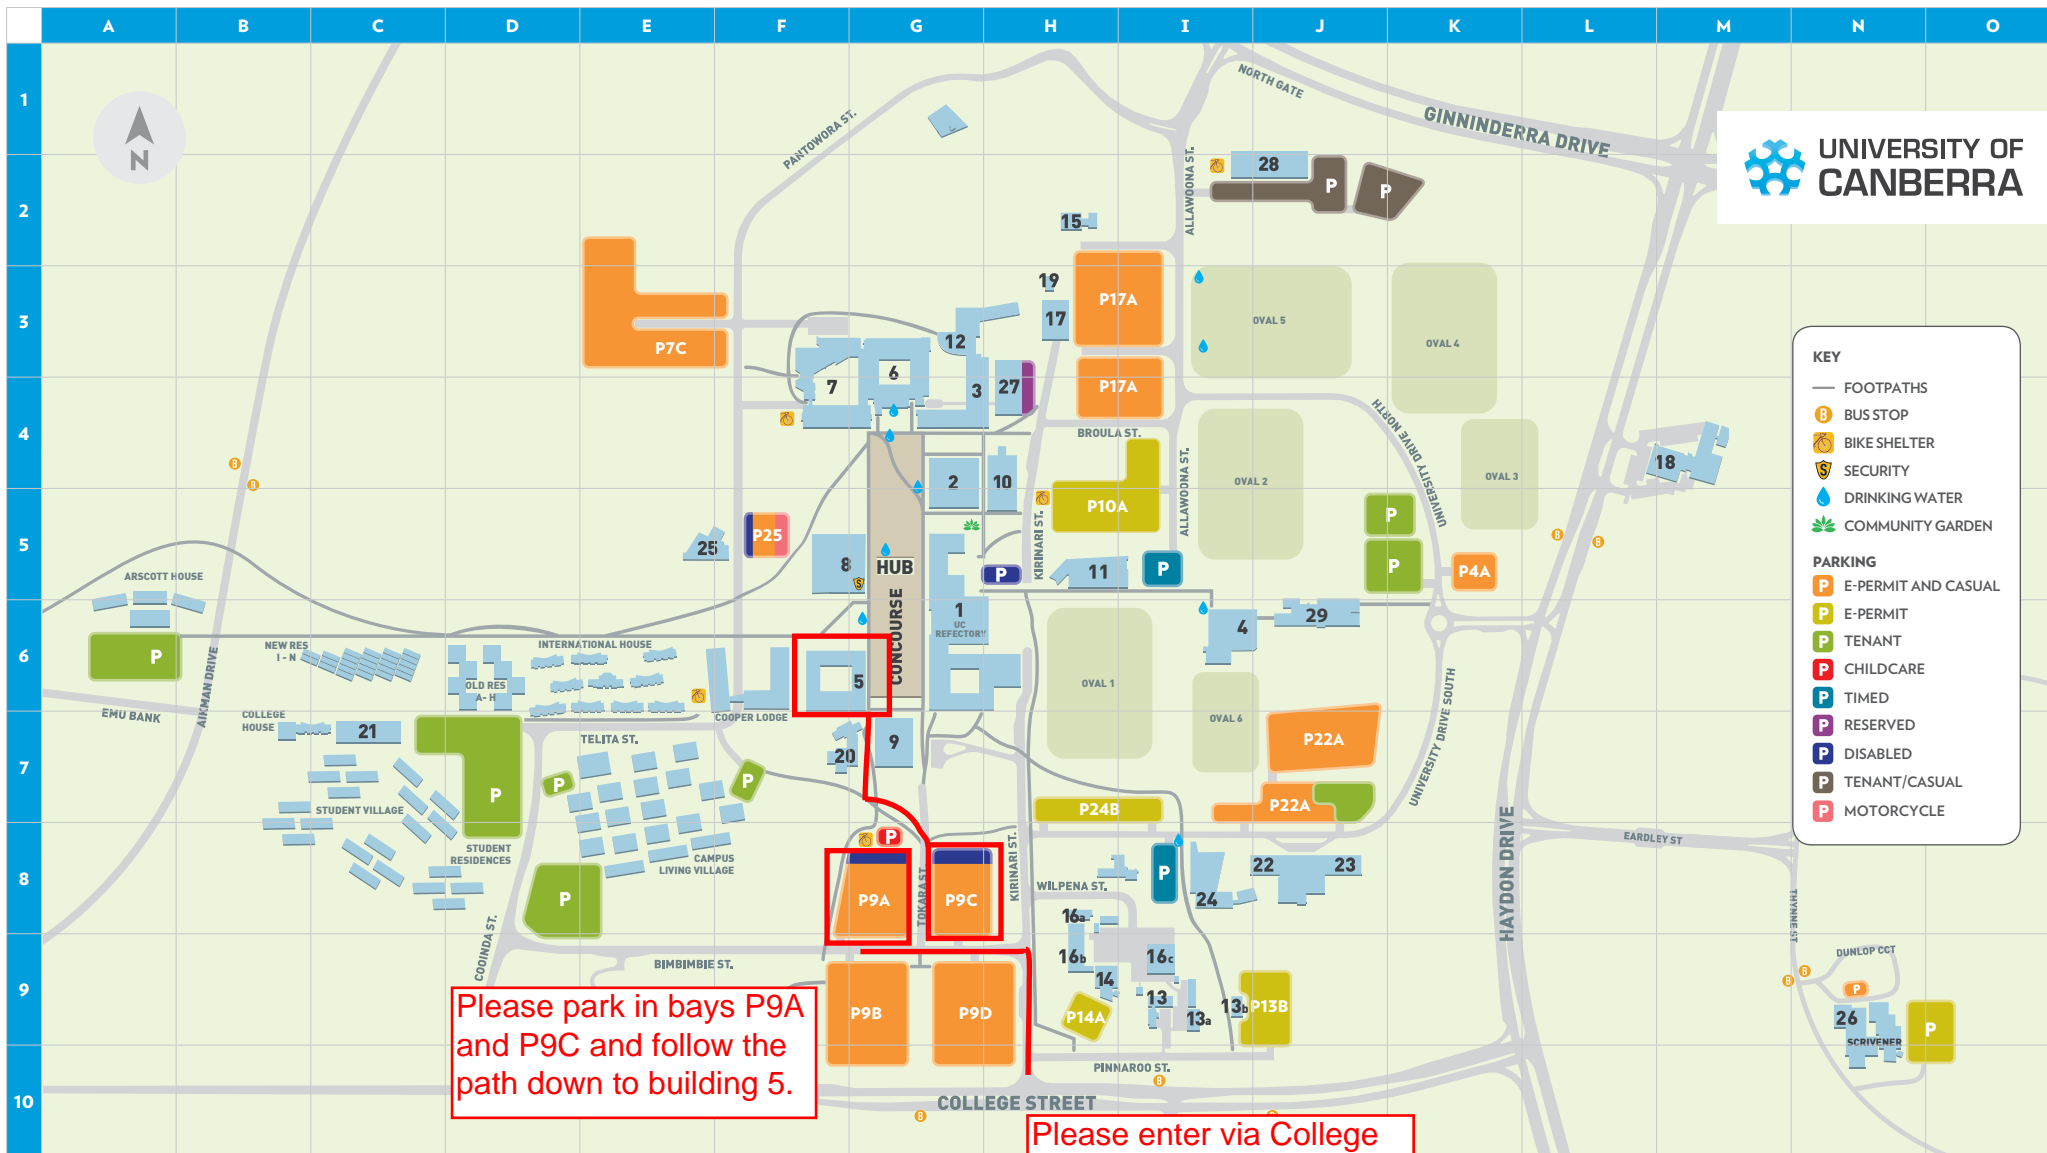 A B C D E F G H I J K L M N O
1
2
3
4
5
6
7
8
9
10
N
UNIVERSITY OF
CANBERRA
NORTH GATE
GINNINDERRA DRIVE
PANTOWORA ST.
ALLAWOONA ST.
28
P
P
15
19
17
P17A
P17A
OVAL 5
OVAL 4
P7C
12
7
6
3
27
BROULA ST.
UNIVERSITY DRIVE NORTH
OVAL 3
18
2
10
P10A
ALLAWOONA ST.
OVAL 2
KIRINARI ST.
P
P
P4A
25
P25
8
S
HUB
CONCOURSE
P
11
P
ARSCOTT HOUSE
P
NEW RES
I - N
OLD RES
A - H
INTERNATIONAL HOUSE
5
1
UC
REFECTORY
OVAL 1
4
29
EMU BANK
AIKMAN DRIVE
COLLEGE
HOUSE
21
TELITA ST.
COOPER LODGE
20
9
OVAL 6
P22A
UNIVERSITY DRIVE SOUTH
STUDENT VILLAGE
P
P
P
P24B
P22A
STUDENT
RESIDENCES
CAMPUS
LIVING VILLAGE
P
P
P9A
TOKARA ST.
P9C
KIRINARI ST.
WILPENA ST.
P
24
22
23
HAYDON DRIVE
EARDLEY ST
THYNNE ST
COOINDA ST.
BIMBIMBIE ST.
P9B
P9D
16a
16b
16c
14
13
13a
13b
P13B
P14A
PINNAROO ST.
DUNLOP CCT
P
26
SCRIVENER
P
COLLEGE STREET
B
B
B
B
B
B
B
B
Please park in bays P9A
and P9C and follow the
path down to building 5.
Please enter via College
KEY
FOOTPATHS
B BUS STOP
BIKE SHELTER
S SECURITY
DRINKING WATER
COMMUNITY GARDEN
PARKING
P E-PERMIT AND CASUAL
P E-PERMIT
P TENANT
P CHILDCARE
P TIMED
P RESERVED
P DISABLED
P TENANT/CASUAL
P MOTORCYCLE